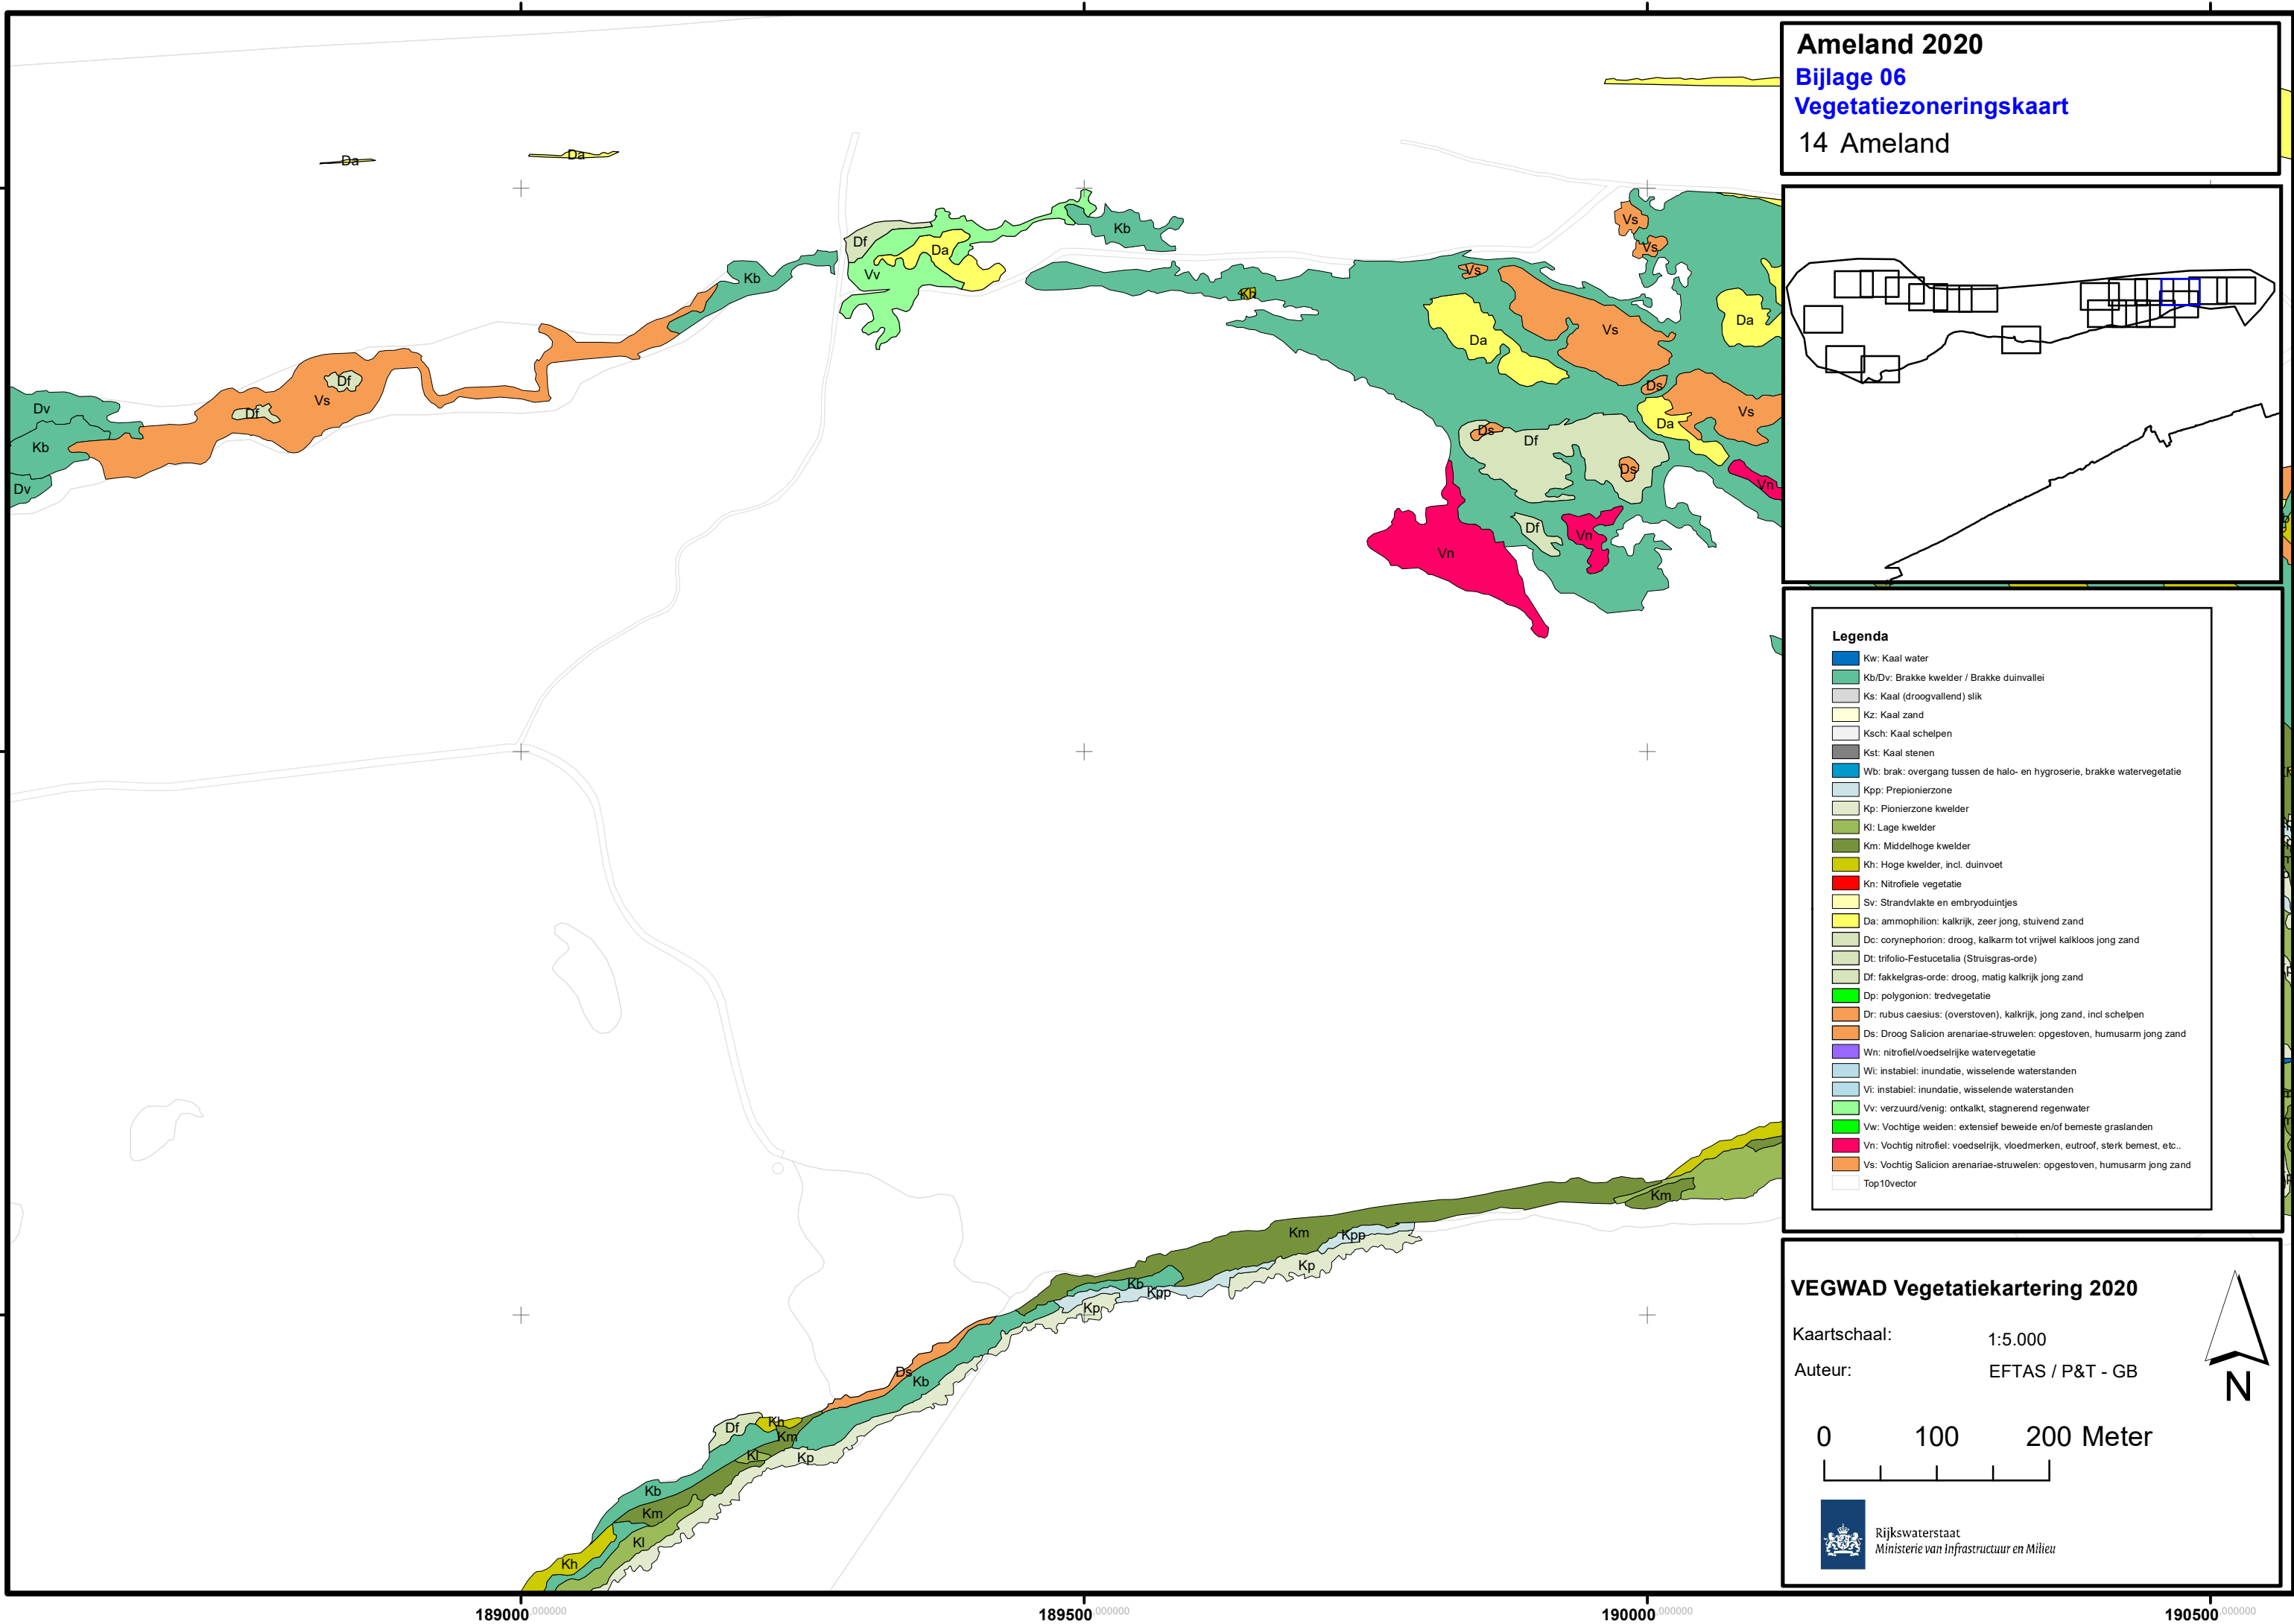 Ameland 2020
Bijlage 06
Vegetatiezoneringskaart
14 Ameland
Da
Da
Df
Da
Vv
Kb
Kb
Kh
Vs
Vs
Vs
Vs
Da
Da
Ds
Vs
Da
Ds
Df
Ds
Vn
Df
Vn
Vn
Df
Df
Vs
Dv
Kb
Dv
Legenda
Kw: Kaal water
Kb/Dv: Brakke kwelder / Brakke duinvallei
Ks: Kaal (droogvallend) slik
Kz: Kaal zand
Ksch: Kaal schelpen
Kst: Kaal stenen
Wb: brak: overgang tussen de halo- en hygroserie, brakke watervegetatie
Kpp: Prepionierzone
Kp: Pionierzone kwelder
Kl: Lage kwelder
Km: Middelhoge kwelder
Kh: Hoge kwelder, incl. duinvoet
Kn: Nitrofiele vegetatie
Sv: Strandvlakte en embryoduintjes
Da: ammophilion: kalkrijk, zeer jong, stuivend zand
Dc: corynephorion: droog, kalkarm tot vrijwel kalkloos jong zand
Dt: trifolio-Festucetalia (Struisgras-orde)
Df: fakkelgras-orde: droog, matig kalkrijk jong zand
Dp: polygonion: tredvegetatie
Dr: rubus caesius: (overstoven), kalkrijk, jong zand, incl schelpen
Ds: Droog Salicion arenariae-struwelen: opgestoven, humusarm jong zand
Wn: nitrofiel/voedselrijke watervegetatie
Wi: instabiel: inundatie, wisselende waterstanden
Vi: instabiel: inundatie, wisselende waterstanden
Vv: verzuurd/venig: ontkalkt, stagnerend regenwater
Vw: Vochtige weiden: extensief beweide en/of bemeste graslanden
Vn: Vochtig nitrofiel: voedselrijk, vloedmerken, eutroof, sterk bemest, etc..
Vs: Vochtig Salicion arenariae-struwelen: opgestoven, humusarm jong zand
Top10vector
Km
Km
Kpp
Kp
Kb
Kpp
Kp
Ds
Kb
Kh
Df
Km
Kl
Kp
Kb
Km
Kl
Kh
VEGWAD Vegetatiekartering 2020
Kaartschaal: 1:5.000
Auteur: EFTAS / P&T - GB
N
0 100 200 Meter
Rijkswaterstaat
Ministerie van Infrastructuur en Milieu
189000.000000 189500.000000 190000.000000 190500.000000